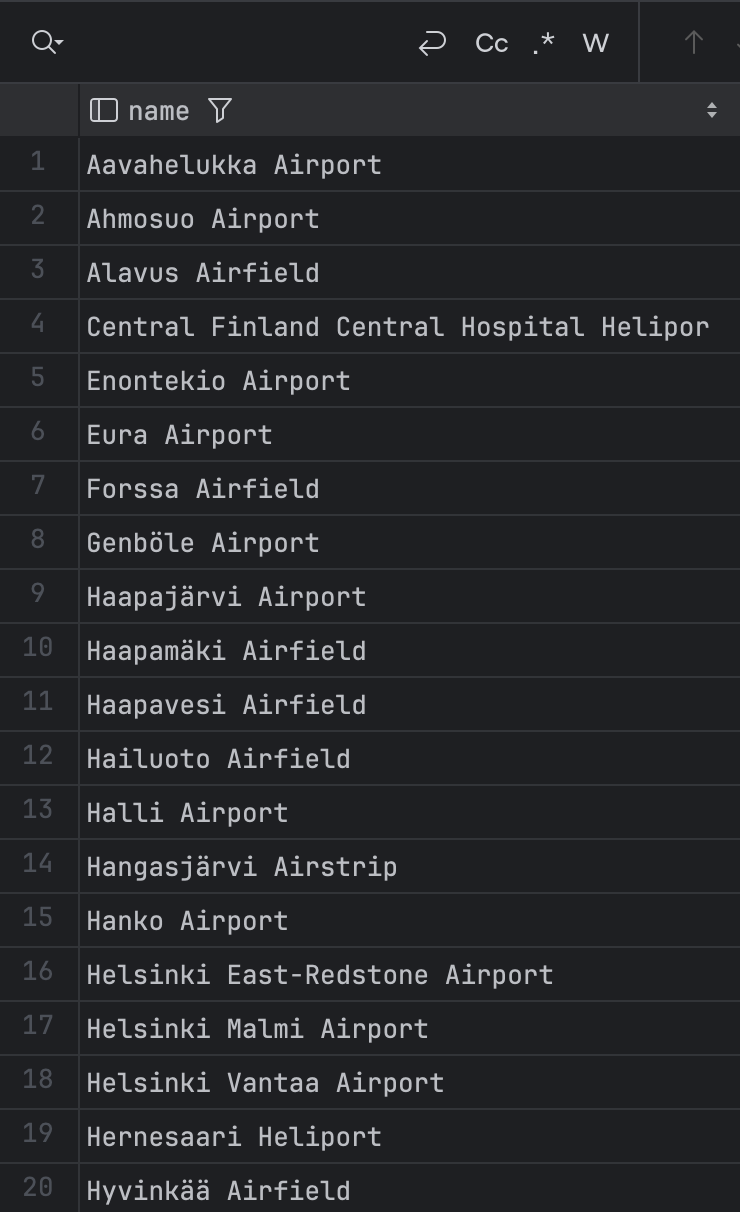 Cc .* W
name
1 Aavahelukka Airport
2 Ahmosuo Airport
3 Alavus Airfield
4 Central Finland Central Hospital Helipor
5 Enontekio Airport
6 Eura Airport
7 Forssa Airfield
8 Genböle Airport
9 Haapajärvi Airport
10 Haapamäki Airfield
11 Haapavesi Airfield
12 Hailuoto Airfield
13 Halli Airport
14 Hangasjärvi Airstrip
15 Hanko Airport
16 Helsinki East-Redstone Airport
17 Helsinki Malmi Airport
18 Helsinki Vantaa Airport
19 Hernesaari Heliport
20 Hyvinkää Airfield